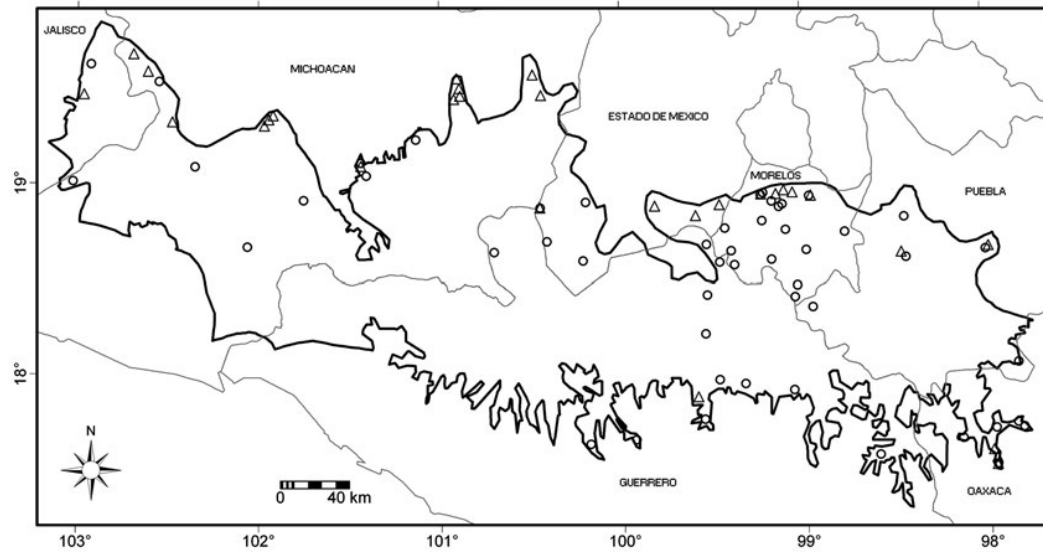 JALISCO
MICHOACAN
ESTADO DE MEXICO
MORELOS
PUEBLA
19°
18°
N
0 40 km
GUERRERO
OAXACA
103° 102° 101° 100° 99° 98°